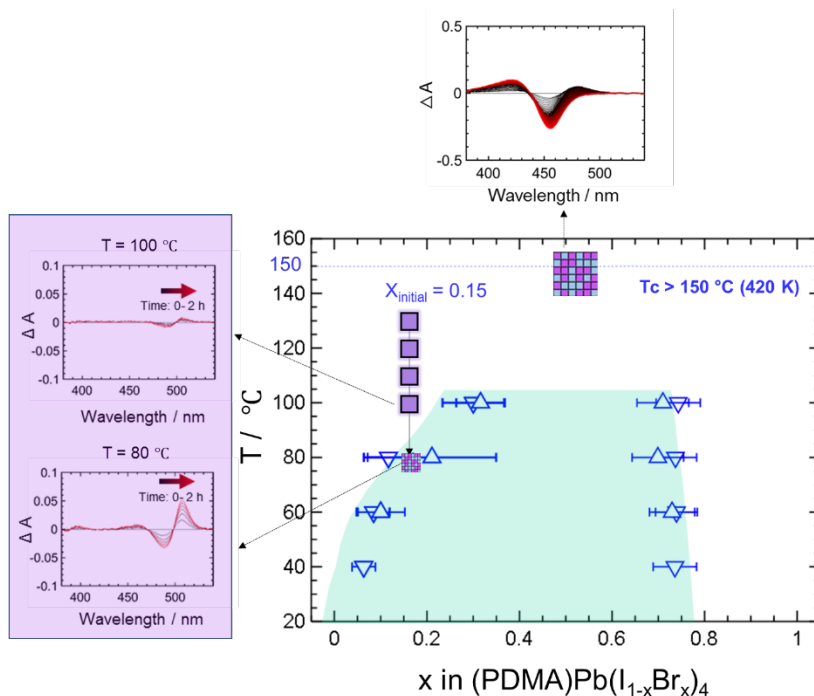 0.5
0
-0.5
Δ A
400 450 500
Wavelength / nm
T = 100 °C
0.1
0.05
0
-0.05
-0.1
Δ A
Time: 0- 2 h
400 450 500
Wavelength / nm
T = 80 °C
0.1
0.05
0
-0.05
-0.1
Δ A
Time: 0- 2 h
400 450 500
Wavelength / nm
160
150
140
120
100
80
60
40
20
T / °C
Xinitial = 0.15
Tc > 150 °C (420 K)
0 0.2 0.4 0.6 0.8 1
x in (PDMA)Pb(I1-xBrx)4